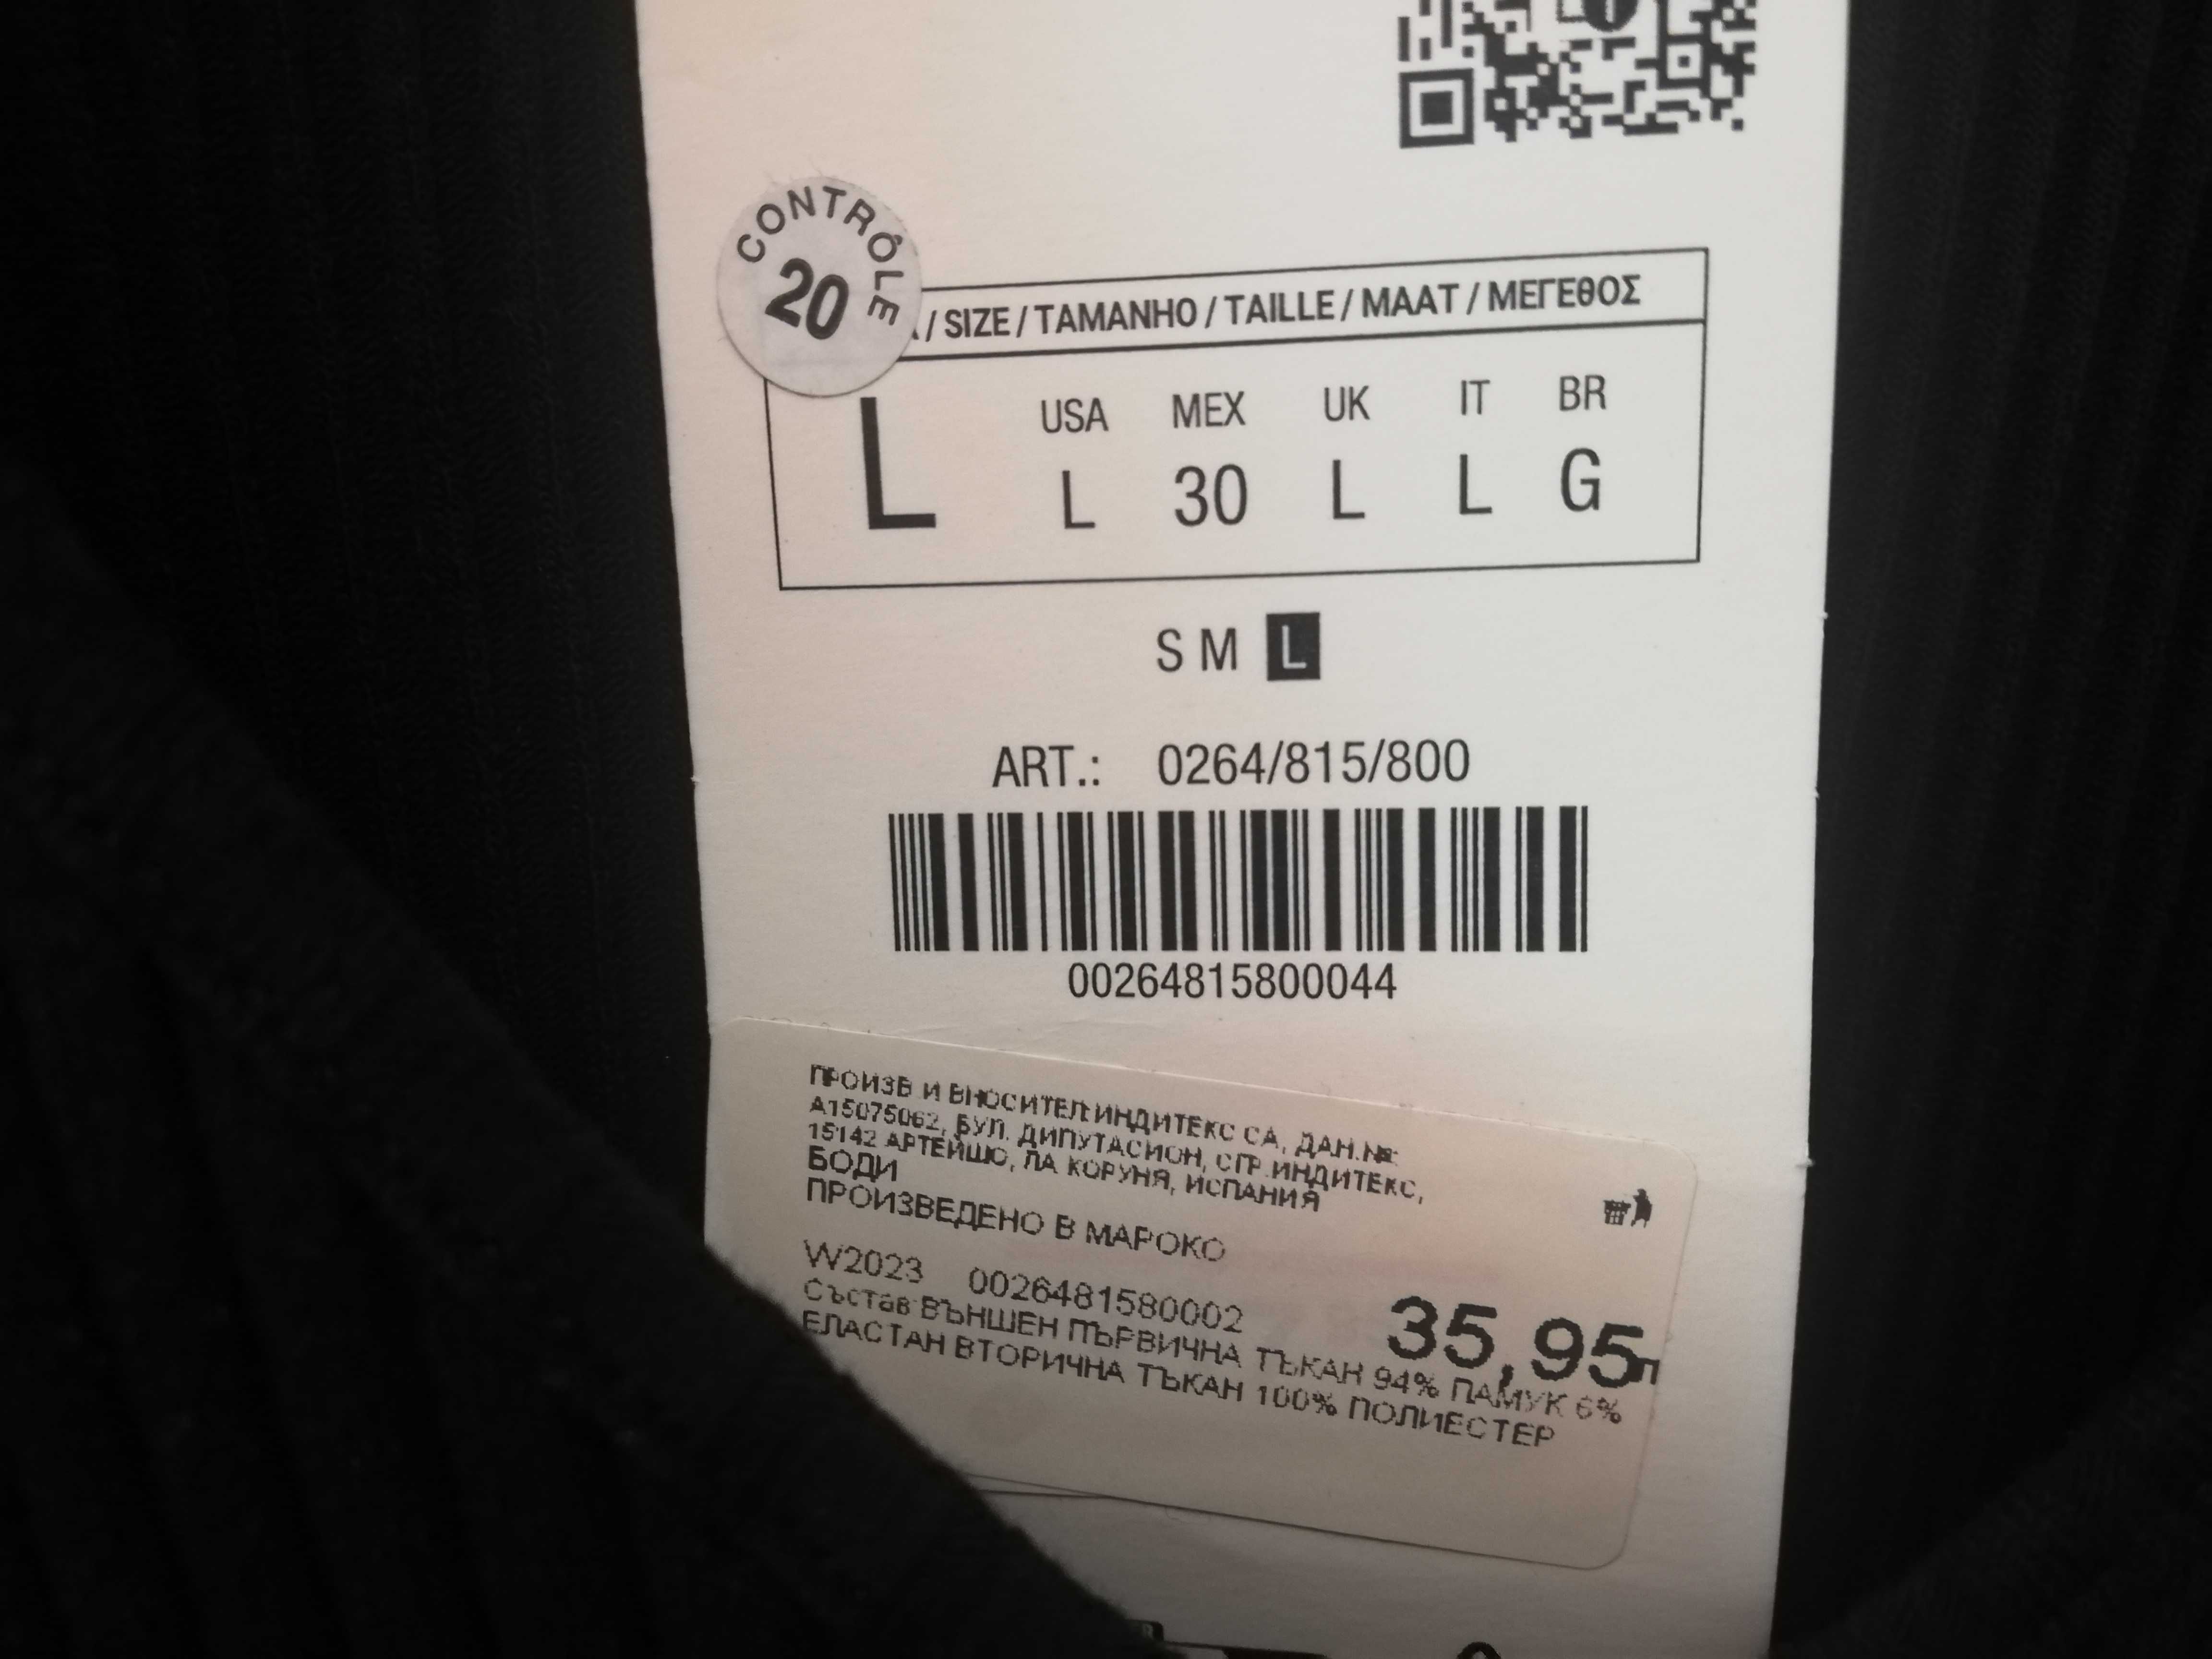 CONTRÔLE
20
/ SIZE / TAMANHO / TAILLE / MAAT / ΜΕΓΕΘΟΣ
USA MEX UK IT BR
L L 30 L L G
S M L
ART.: 0264/815/800
00264815800044
ПРОИЗВ И ВНОСИТЕЛ:ИНДИТЕКС СА, ДАН.№:
А15075062, БУЛ. ДИПУТАСИОН, СГР.ИНДИТЕКС,
15142 АРТЕЙШО, ЛА КОРУНЯ, ИСПАНИЯ
БОДИ
ПРОИЗВЕДЕНО В МАРОКО
W2023 0026481580002
35,95
Състав:ВЪНШЕН ПЪРВИЧНА ТЪКАН 94% ПАМУК 6%
ЕЛАСТАН ВТОРИЧНА ТЪКАН 100% ПОЛИЕСТЕР